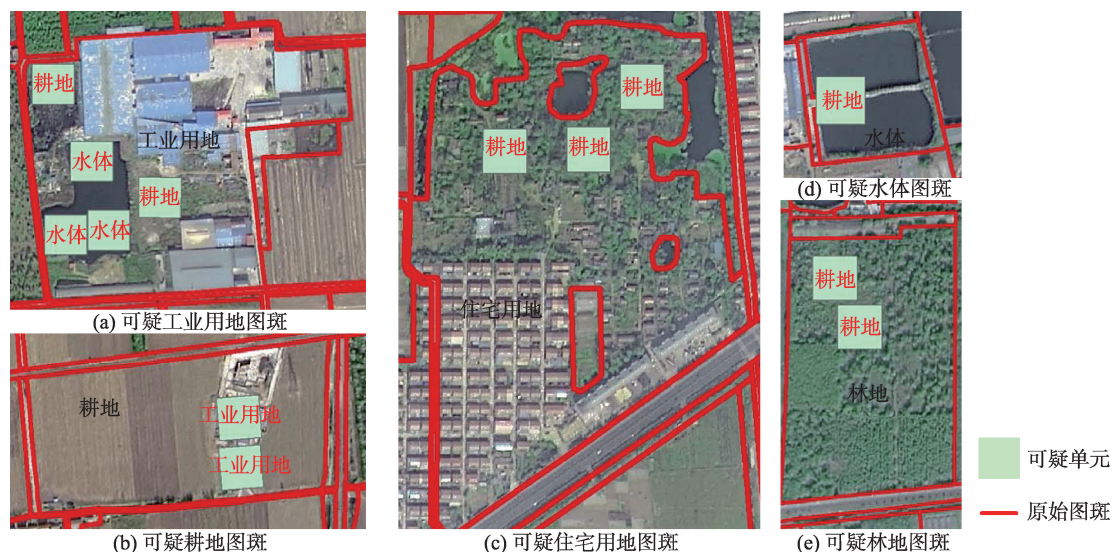 耕地
工业用地
水体
耕地
水体
水体
(a) 可疑工业用地图斑
耕地
工业用地
工业用地
(b) 可疑耕地图斑
耕地
耕地
耕地
住宅用地
(c) 可疑住宅用地图斑
耕地
水体
(d) 可疑水体图斑
耕地
耕地
林地
(e) 可疑林地图斑
可疑单元
原始图斑